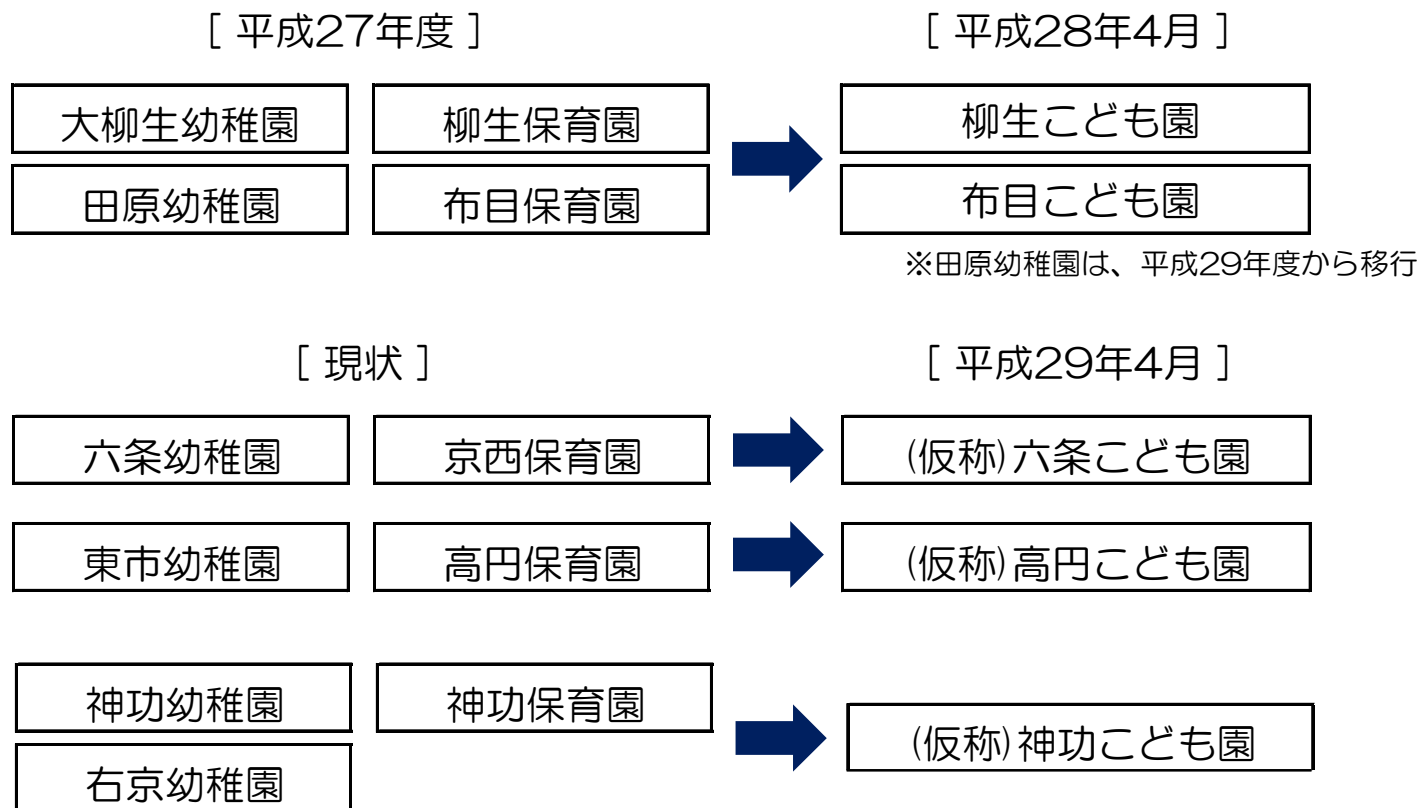 [ 平成27年度 ] [ 平成28年4月 ]
大柳生幼稚園 柳生保育園 柳生こども園
田原幼稚園 布目保育園 布目こども園
※田原幼稚園は、平成29年度から移行
[ 現状 ] [ 平成29年4月 ]
六条幼稚園 京西保育園 (仮称)六条こども園
東市幼稚園 高円保育園 (仮称)高円こども園
神功幼稚園 神功保育園
(仮称)神功こども園
右京幼稚園